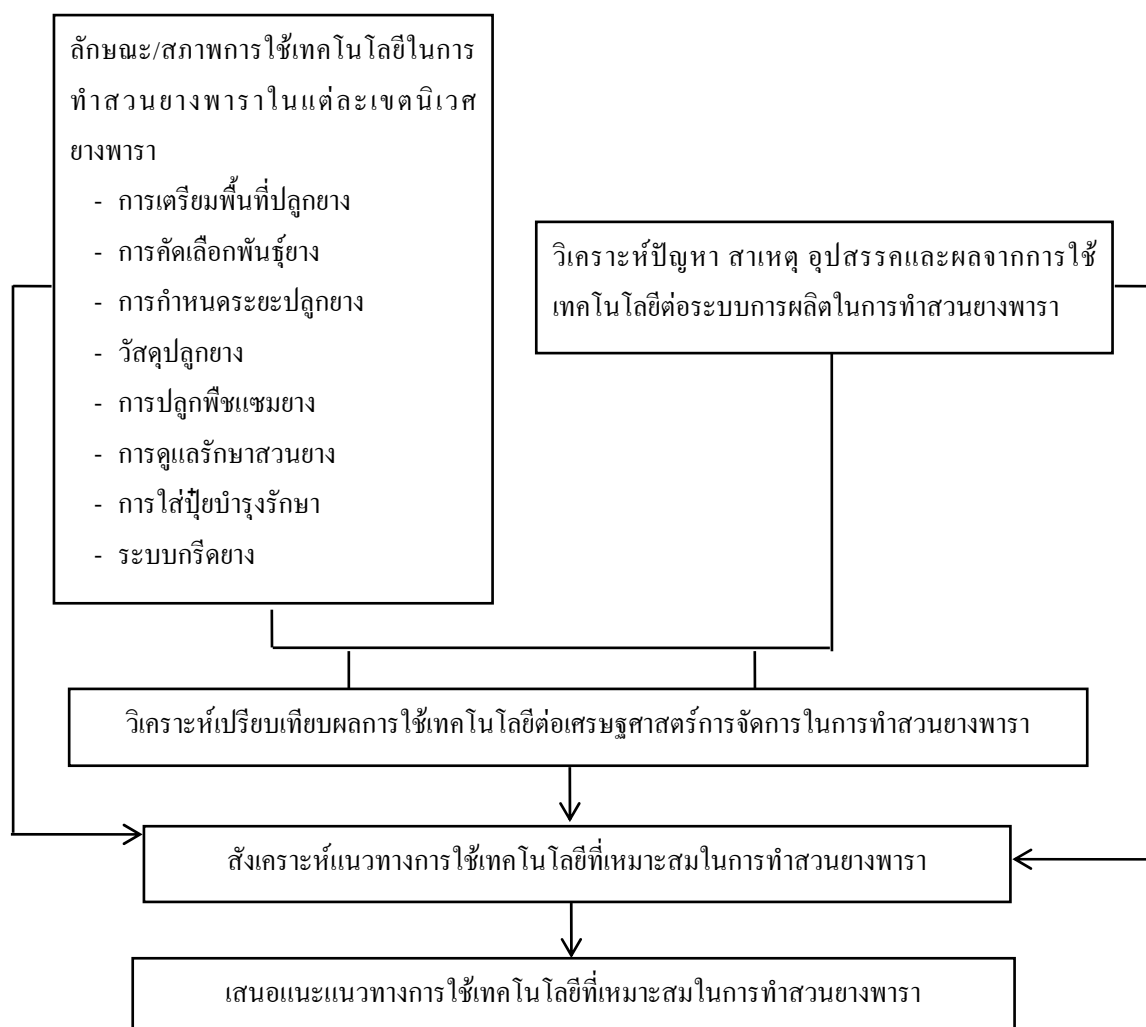 ลักษณะ/สภาพการใช้เทคโนโลยีในการ
ทำสวนยางพาราในแต่ละเขตนิเวศ
ยางพารา
- การเตรียมพื้นที่ปลูกยาง
- การคัดเลือกพันธุ์ยาง
- การกำหนดระยะปลูกยาง
- วัสดุปลูกยาง
- การปลูกพืชแซมยาง
- การดูแลรักษาสวนยาง
- การใส่ปุ๋ยบำรุงรักษา
- ระบบกรีดยาง
วิเคราะห์ปัญหา สาเหตุ อุปสรรคและผลจากการใช้
เทคโนโลยีต่อระบบการผลิตในการทำสวนยางพารา
วิเคราะห์เปรียบเทียบผลการใช้เทคโนโลยีต่อเศรษฐศาสตร์การจัดการในการทำสวนยางพารา
สังเคราะห์แนวทางการใช้เทคโนโลยีที่เหมาะสมในการทำสวนยางพารา
เสนอแนะแนวทางการใช้เทคโนโลยีที่เหมาะสมในการทำสวนยางพารา